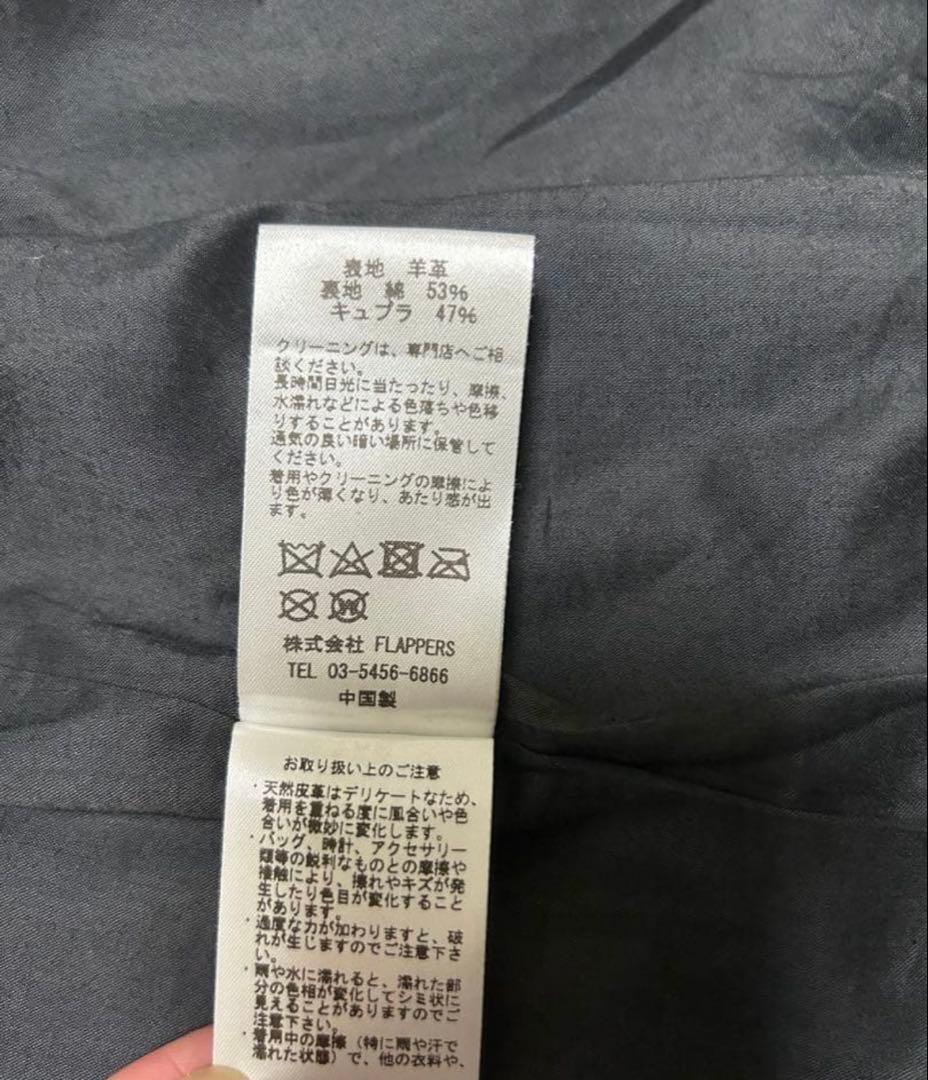 表地 羊革
裏地 綿 53%
キュプラ 47%
クリーニングは、専門店へご相
談ください。
長時間日光に当たったり、摩擦、
水濡れなどによる色落ちや色移
りすることがあります。
通気の良い暗い場所に保管して
ください。
着用やクリーニングの摩擦によ
り色が薄くなり、あたり感が出
ます。
W
株式会社 FLAPPERS
TEL 03-5456-6866
中国製
お取り扱い上のご注意
・天然皮革はデリケートなため、
着用を重ねる度に風合いや色
合いが微妙に変化します。
・バッグ、時計、アクセサリー
類等の鋭利なものとの摩擦や
接触により、擦れやキズが発
生したり色目が変化すること
があります。
・過度な力が加わりますと、破
れが生じますのでご注意下さ
い。
・雨や水に濡れると、濡れた部
分の色相が変化してシミ状に
見えることがありますのでご
注意下さい。
・着用中の摩擦（特に雨や汗で
濡れた状態）で、他の衣料や、